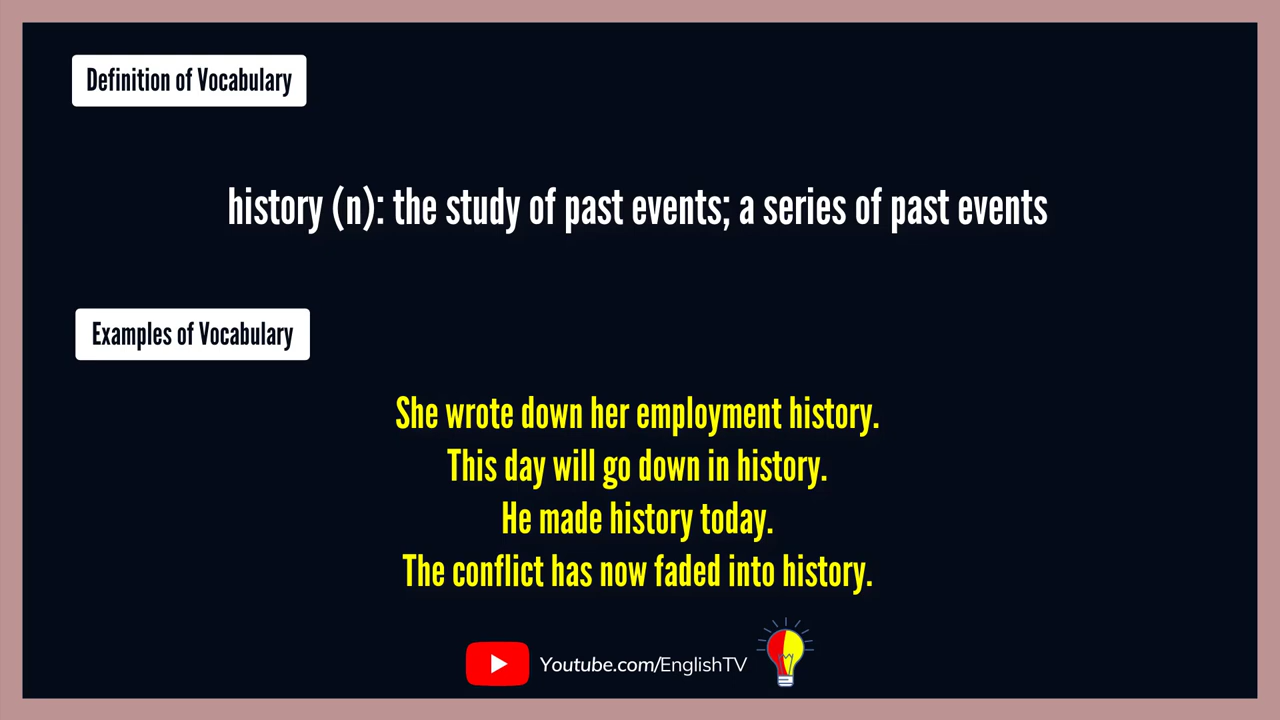 Definition of Vocabulary
history (n): the study of past events; a series of past events
Examples of Vocabulary
She wrote down her employment history.
This day will go down in history.
He made history today.
The conflict has now faded into history.
Youtube.com/EnglishTV